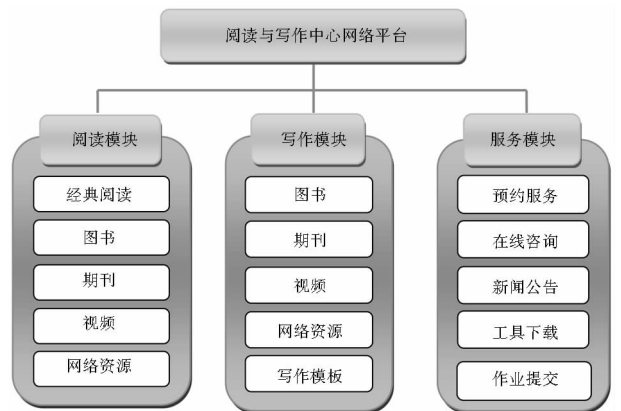 阅读与写作中心网络平台
阅读模块
经典阅读
图书
期刊
视频
网络资源
写作模块
图书
期刊
视频
网络资源
写作模板
服务模块
预约服务
在线咨询
新闻公告
工具下载
作业提交